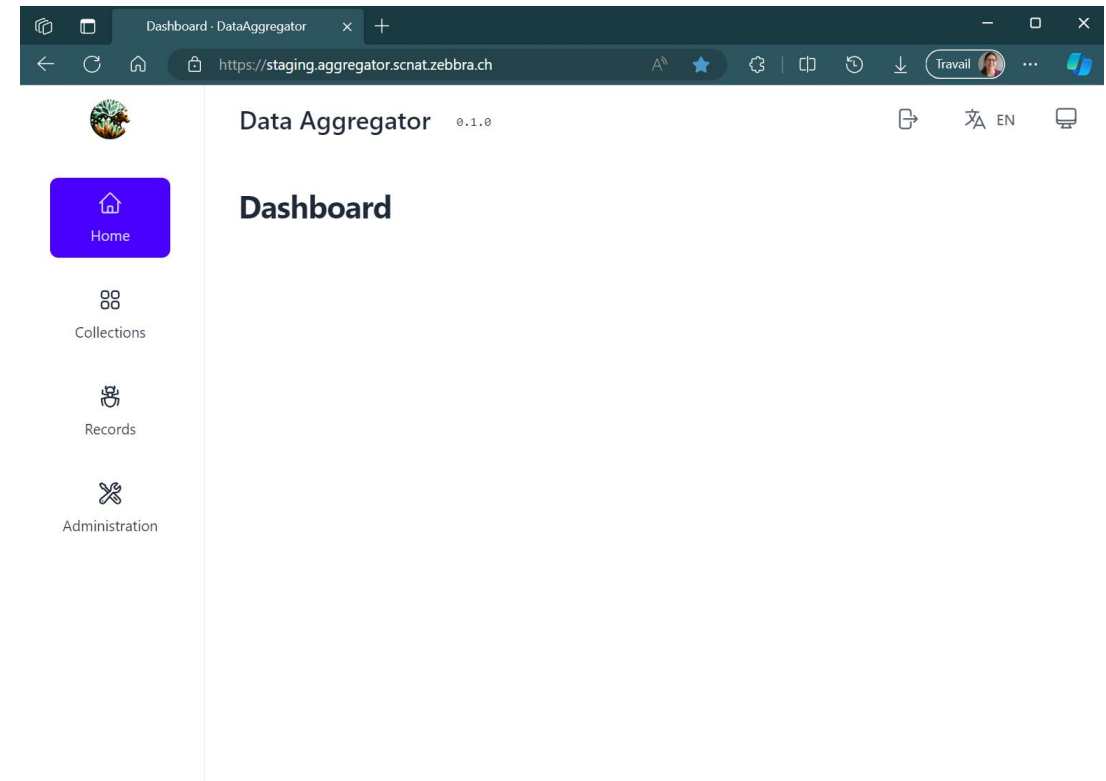 Dashboard · DataAggregator
https://staging.aggregator.scnat.zebbra.ch
Travail
Data Aggregator 0.1.0
EN
Home
Dashboard
Collections
Records
Administration